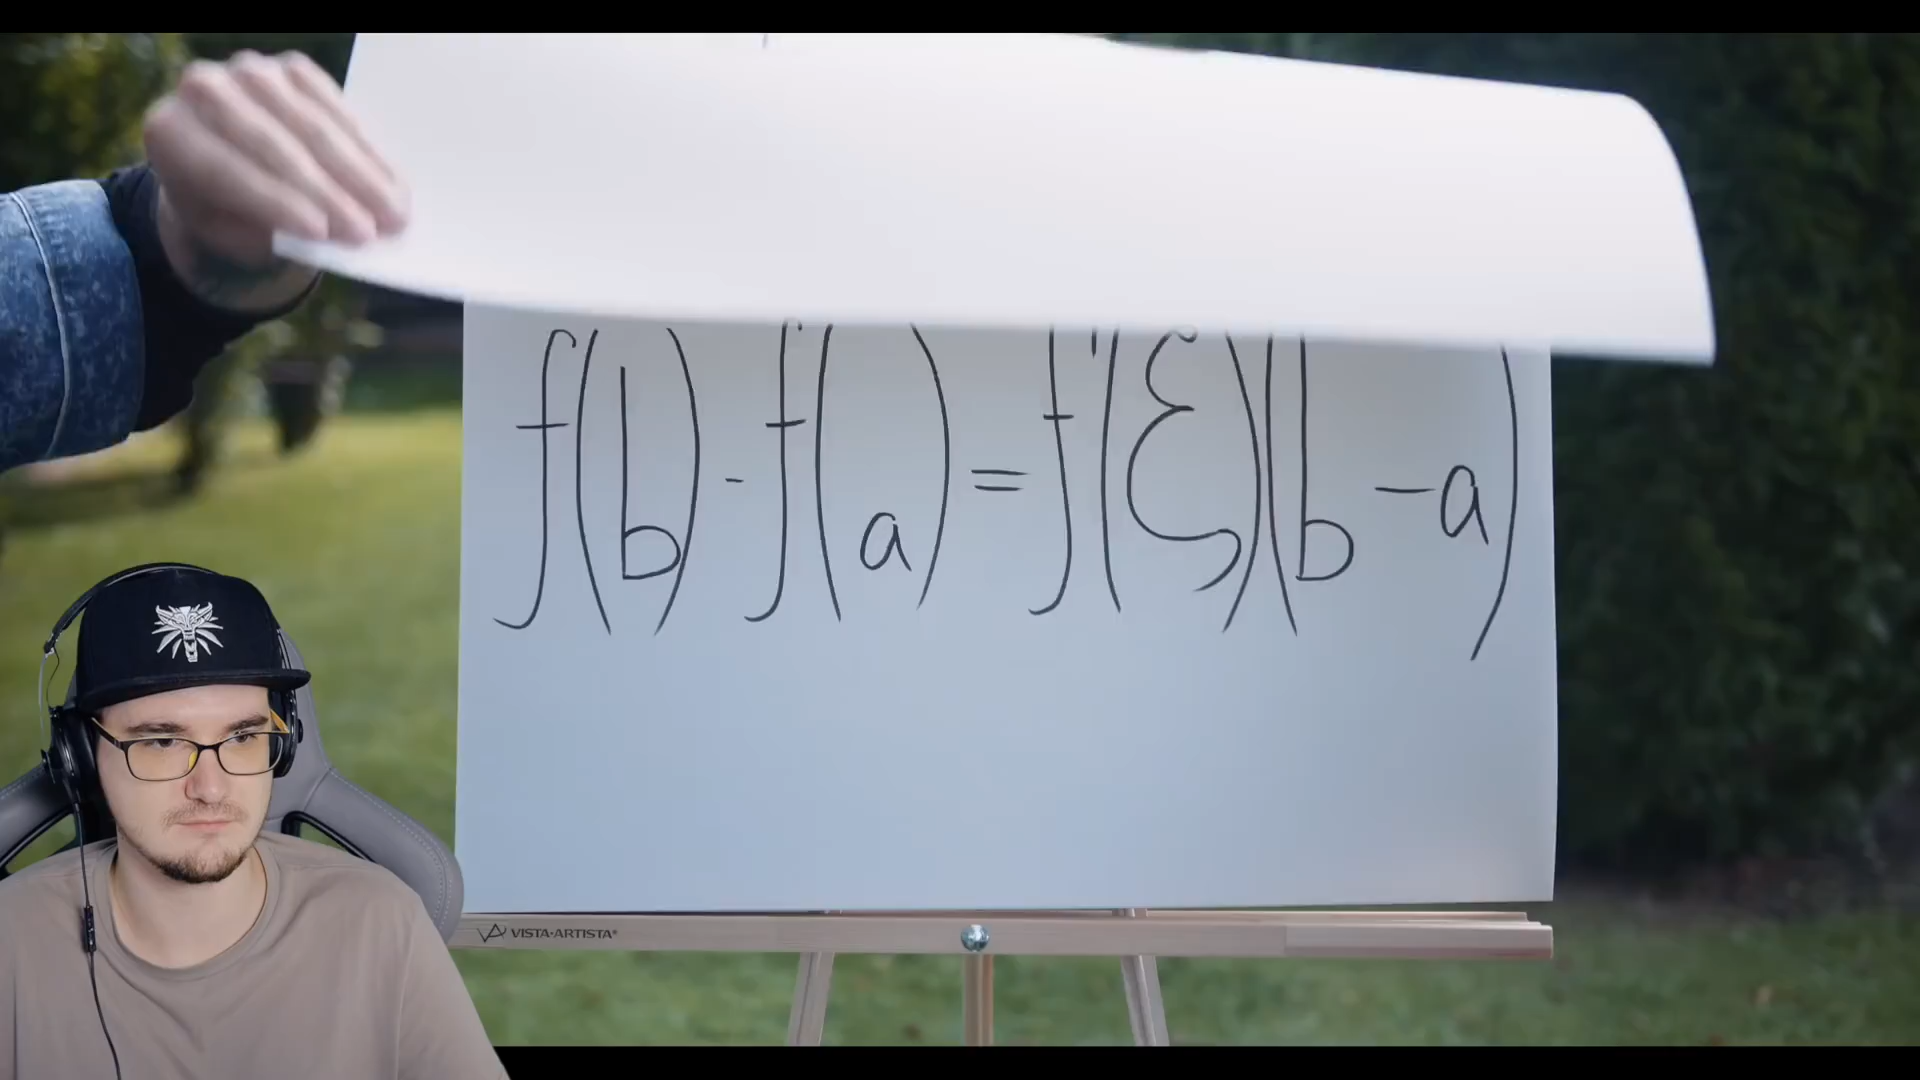 f(b) - f(a) = f'(ξ)(b - a)
VISTA-ARTISTA®